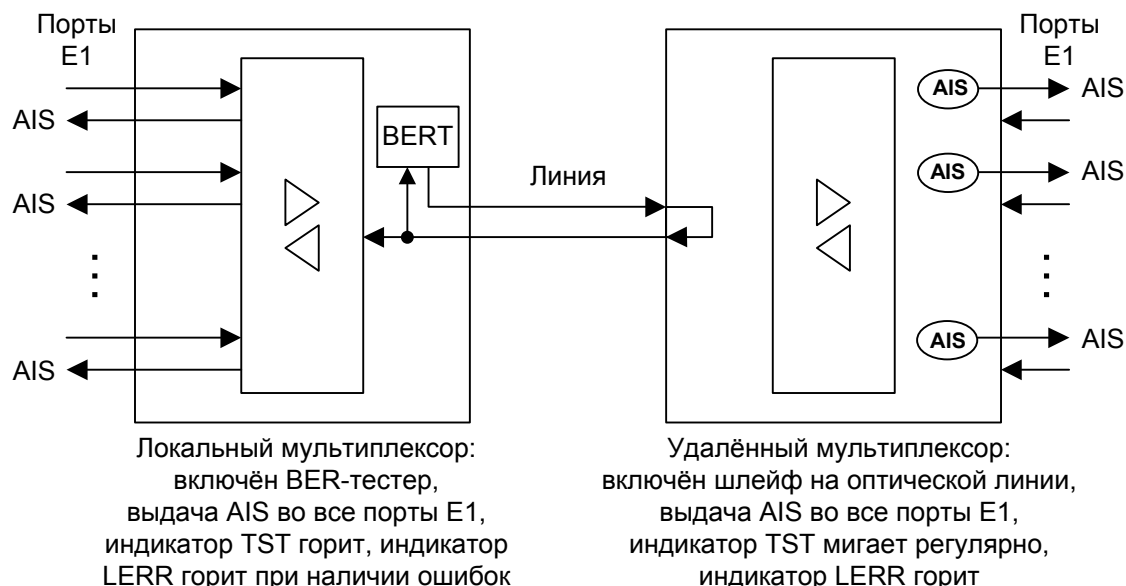 Порты
E1
Порты
E1
AIS
AIS
AIS
BERT
Линия
AIS
AIS
AIS
AIS
AIS
AIS
Локальный мультиплексор:
включён BER-тестер,
выдача AIS во все порты E1,
индикатор TST горит, индикатор
LERR горит при наличии ошибок
Удалённый мультиплексор:
включён шлейф на оптической линии,
выдача AIS во все порты E1,
индикатор TST мигает регулярно,
индикатор LERR горит